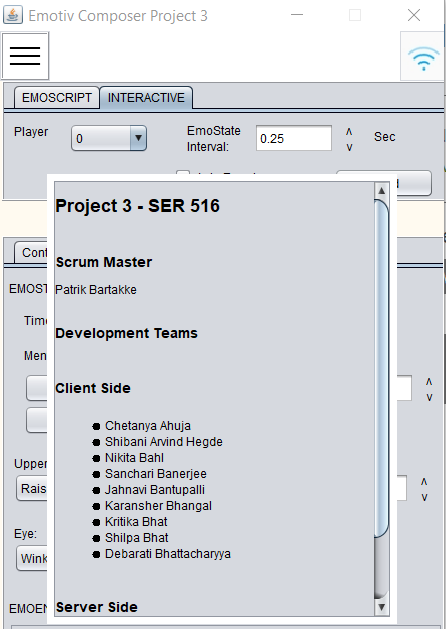 Emotiv Composer Project 3
EMOSCRIPT INTERACTIVE
Player 0 EmoState Interval: 0.25 Sec
Project 3 - SER 516
Scrum Master
Patrik Bartakke
Development Teams
Client Side
Chetanya Ahuja
Shibani Arvind Hegde
Nikita Bahl
Sanchari Banerjee
Jahnavi Bantupalli
Karansher Bhangal
Kritika Bhat
Shilpa Bhat
Debarati Bhattacharyya
Server Side
Cont
EMOST
Time
Men
Upper
Rais
Eye:
Wink
EMOEN